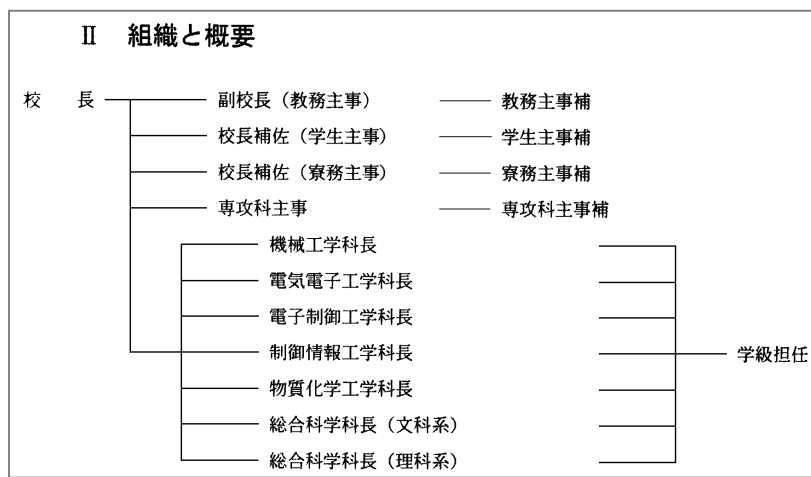 Ⅱ 組織と概要
校 長 副校長（教務主事） 教務主事補
校長補佐（学生主事） 学生主事補
校長補佐（寮務主事） 寮務主事補
専攻科主事 専攻科主事補
機械工学科長
電気電子工学科長
電子制御工学科長
制御情報工学科長 学級担任
物質化学工学科長
総合科学科長（文科系）
総合科学科長（理科系）